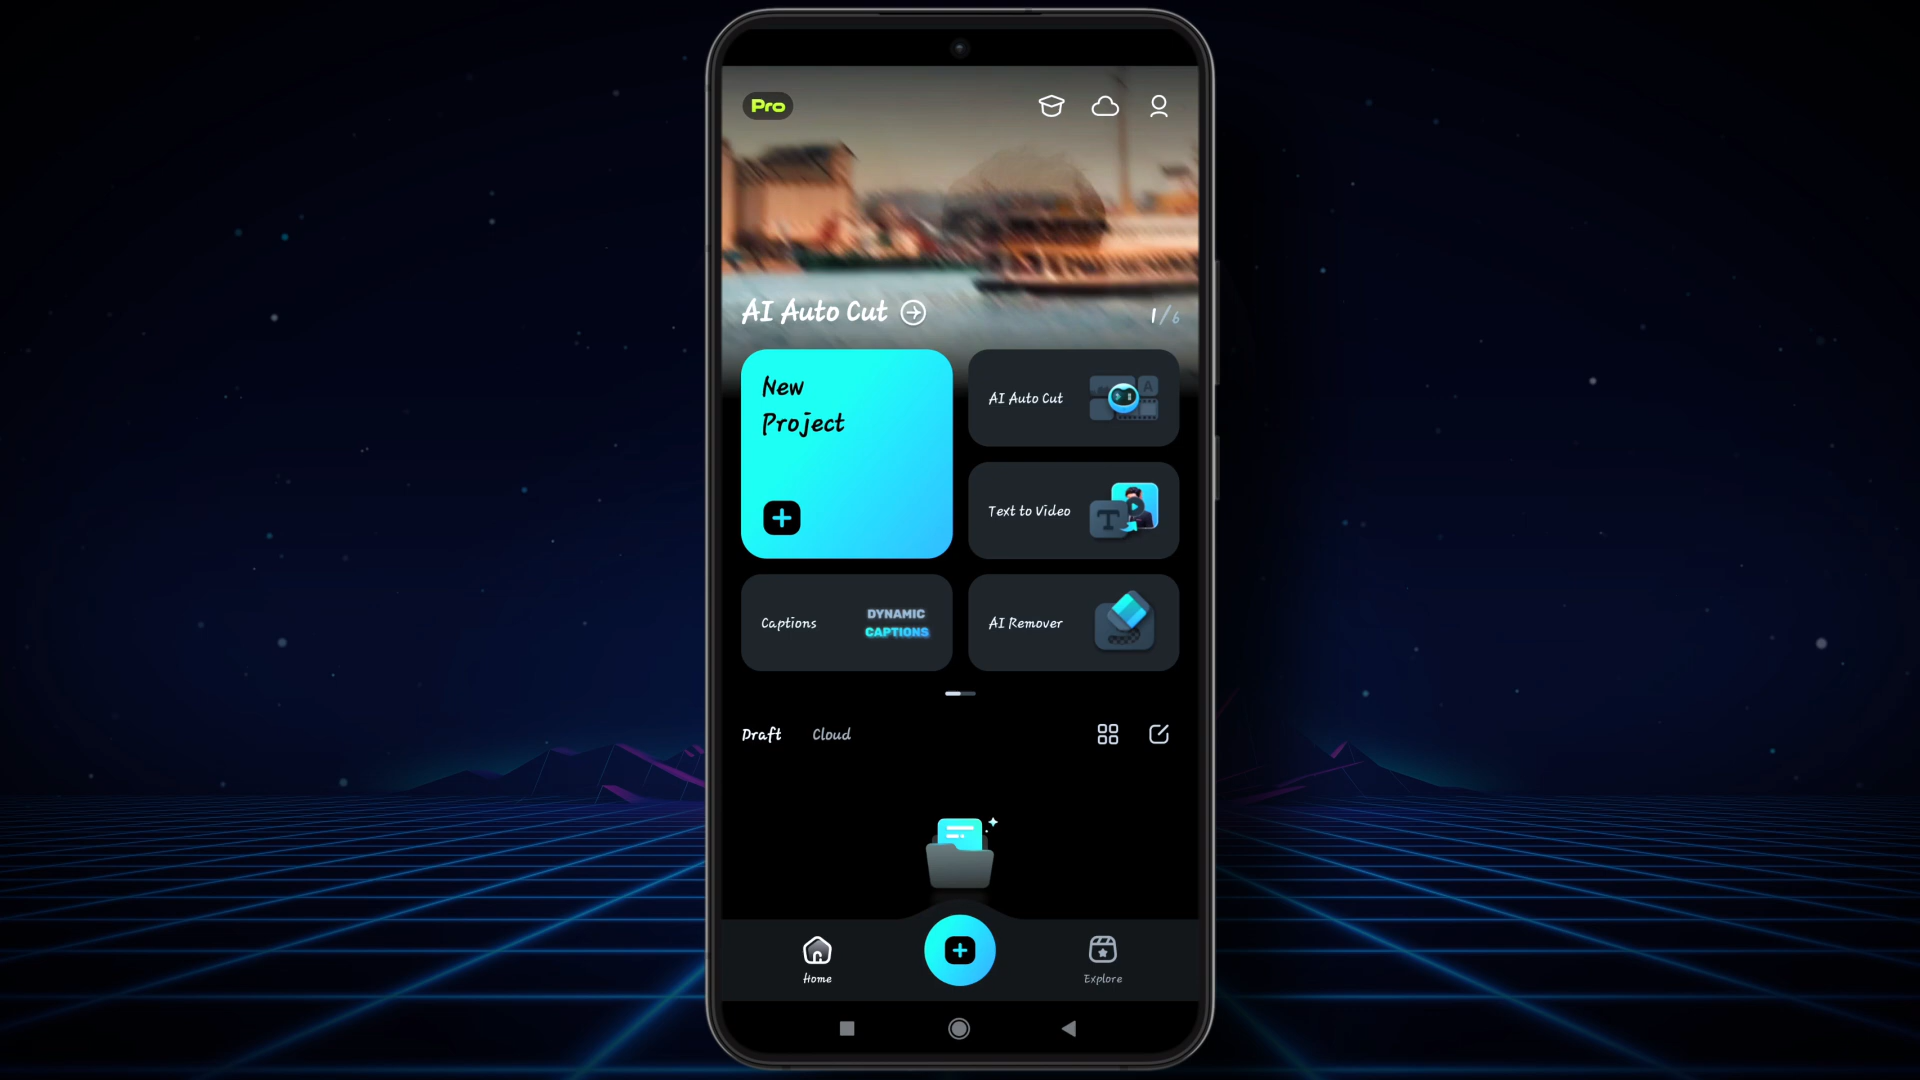 Pro
AI Auto Cut
1/6
New
Project
AI Auto Cut
A
Text to Video
T
Captions
DYNAMIC
CAPTIONS
AI Remover
Draft
Cloud
Home
Explore